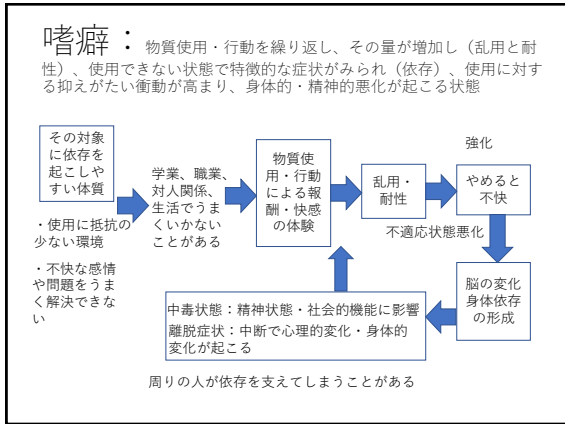 嗜癖： 物質使用・行動を繰り返し、その量が増加し（乱用と耐
性）、使用できない状態で特徴的な症状がみられ（依存）、使用に対す
る抑えがたい衝動が高まり、身体的・精神的悪化が起こる状態
その対象
に依存を
起こしや
すい体質
・使用に抵抗の
少ない環境
・不快な感情
や問題をうま
く解決できな
い
学業、職業、
対人関係、
生活でうま
くいかない
ことがある
物質使
用・行動
による報
酬・快感
の体験
乱用・
耐性
強化
やめると
不快
不適応状態悪化
脳の変化
身体依存
の形成
中毒状態：精神状態・社会的機能に影響
離脱症状：中断で心理的変化・身体的
変化が起こる
周りの人が依存を支えてしまうことがある